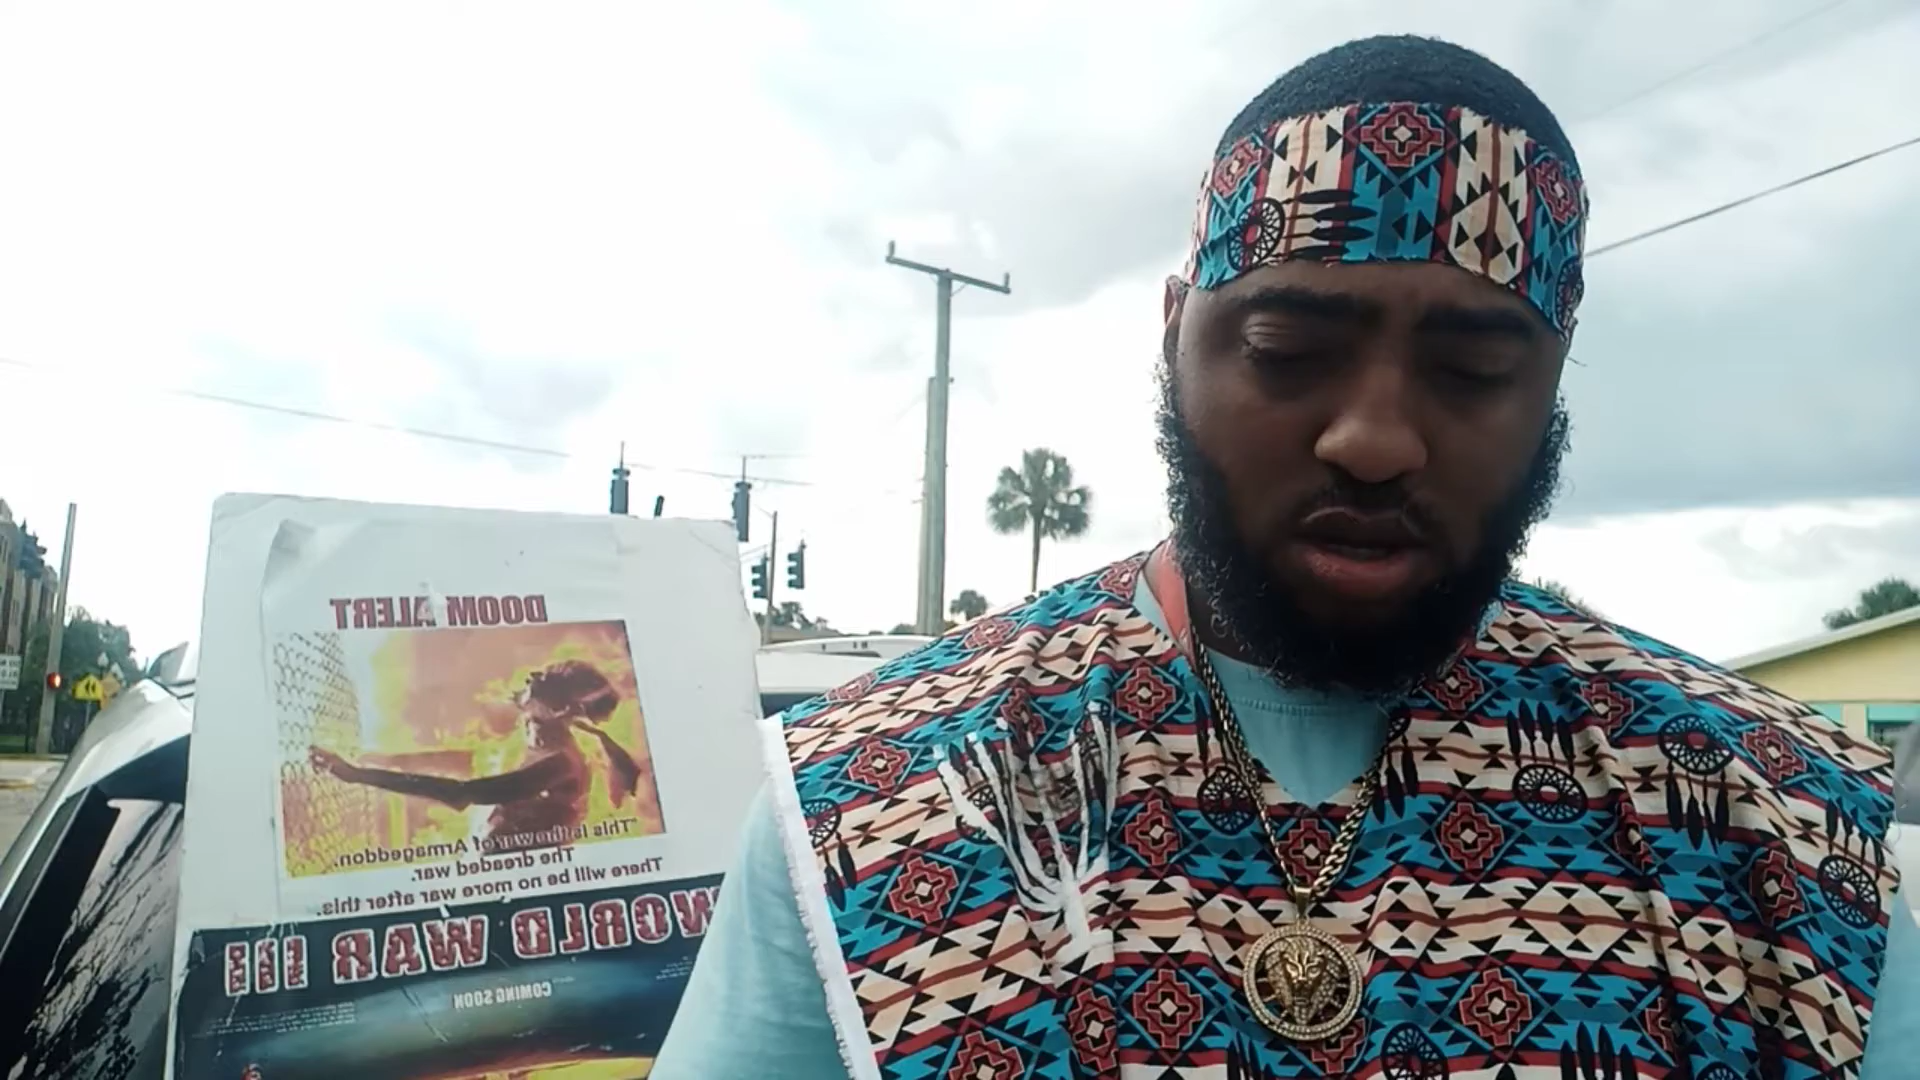 DOOM ALERT
"This is the war of Armageddon.
The dreaded war.
There will be no more war after this.
WORLD WAR III
COMING SOON